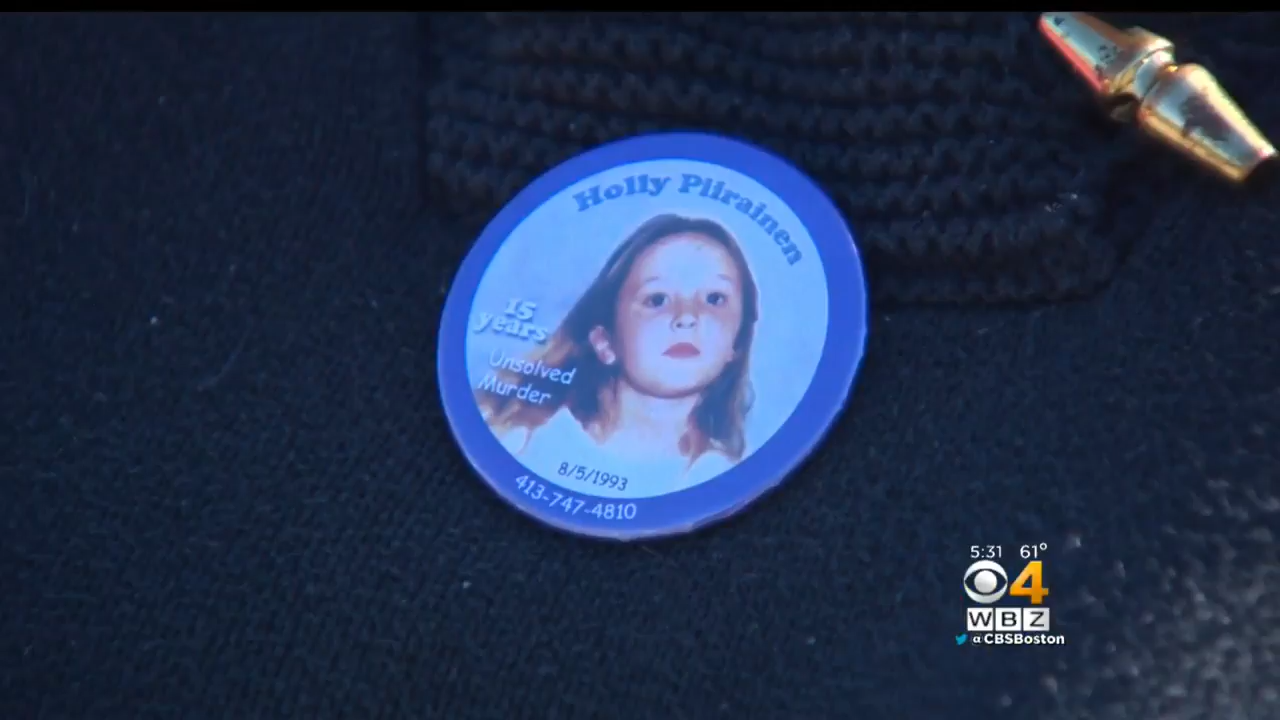 Holly Piirainen
15
years
Unsolved
Murder
8/5/1993
413-747-4810
5:31 61°
4
WBZ
@CBSBoston